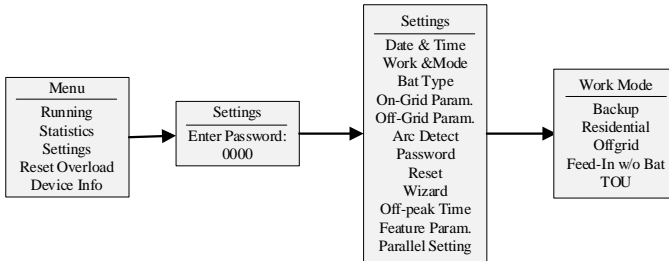 Menu
Running
Statistics
Settings
Reset Overload
Device Info
Settings
Enter Password:
0000
Settings
Date & Time
Work &Mode
Bat Type
On-Grid Param.
Off-Grid Param.
Arc Detect
Password
Reset
Wizard
Off-peak Time
Feature Param.
Parallel Setting
Work Mode
Backup
Residential
Offgrid
Feed-In w/o Bat
TOU